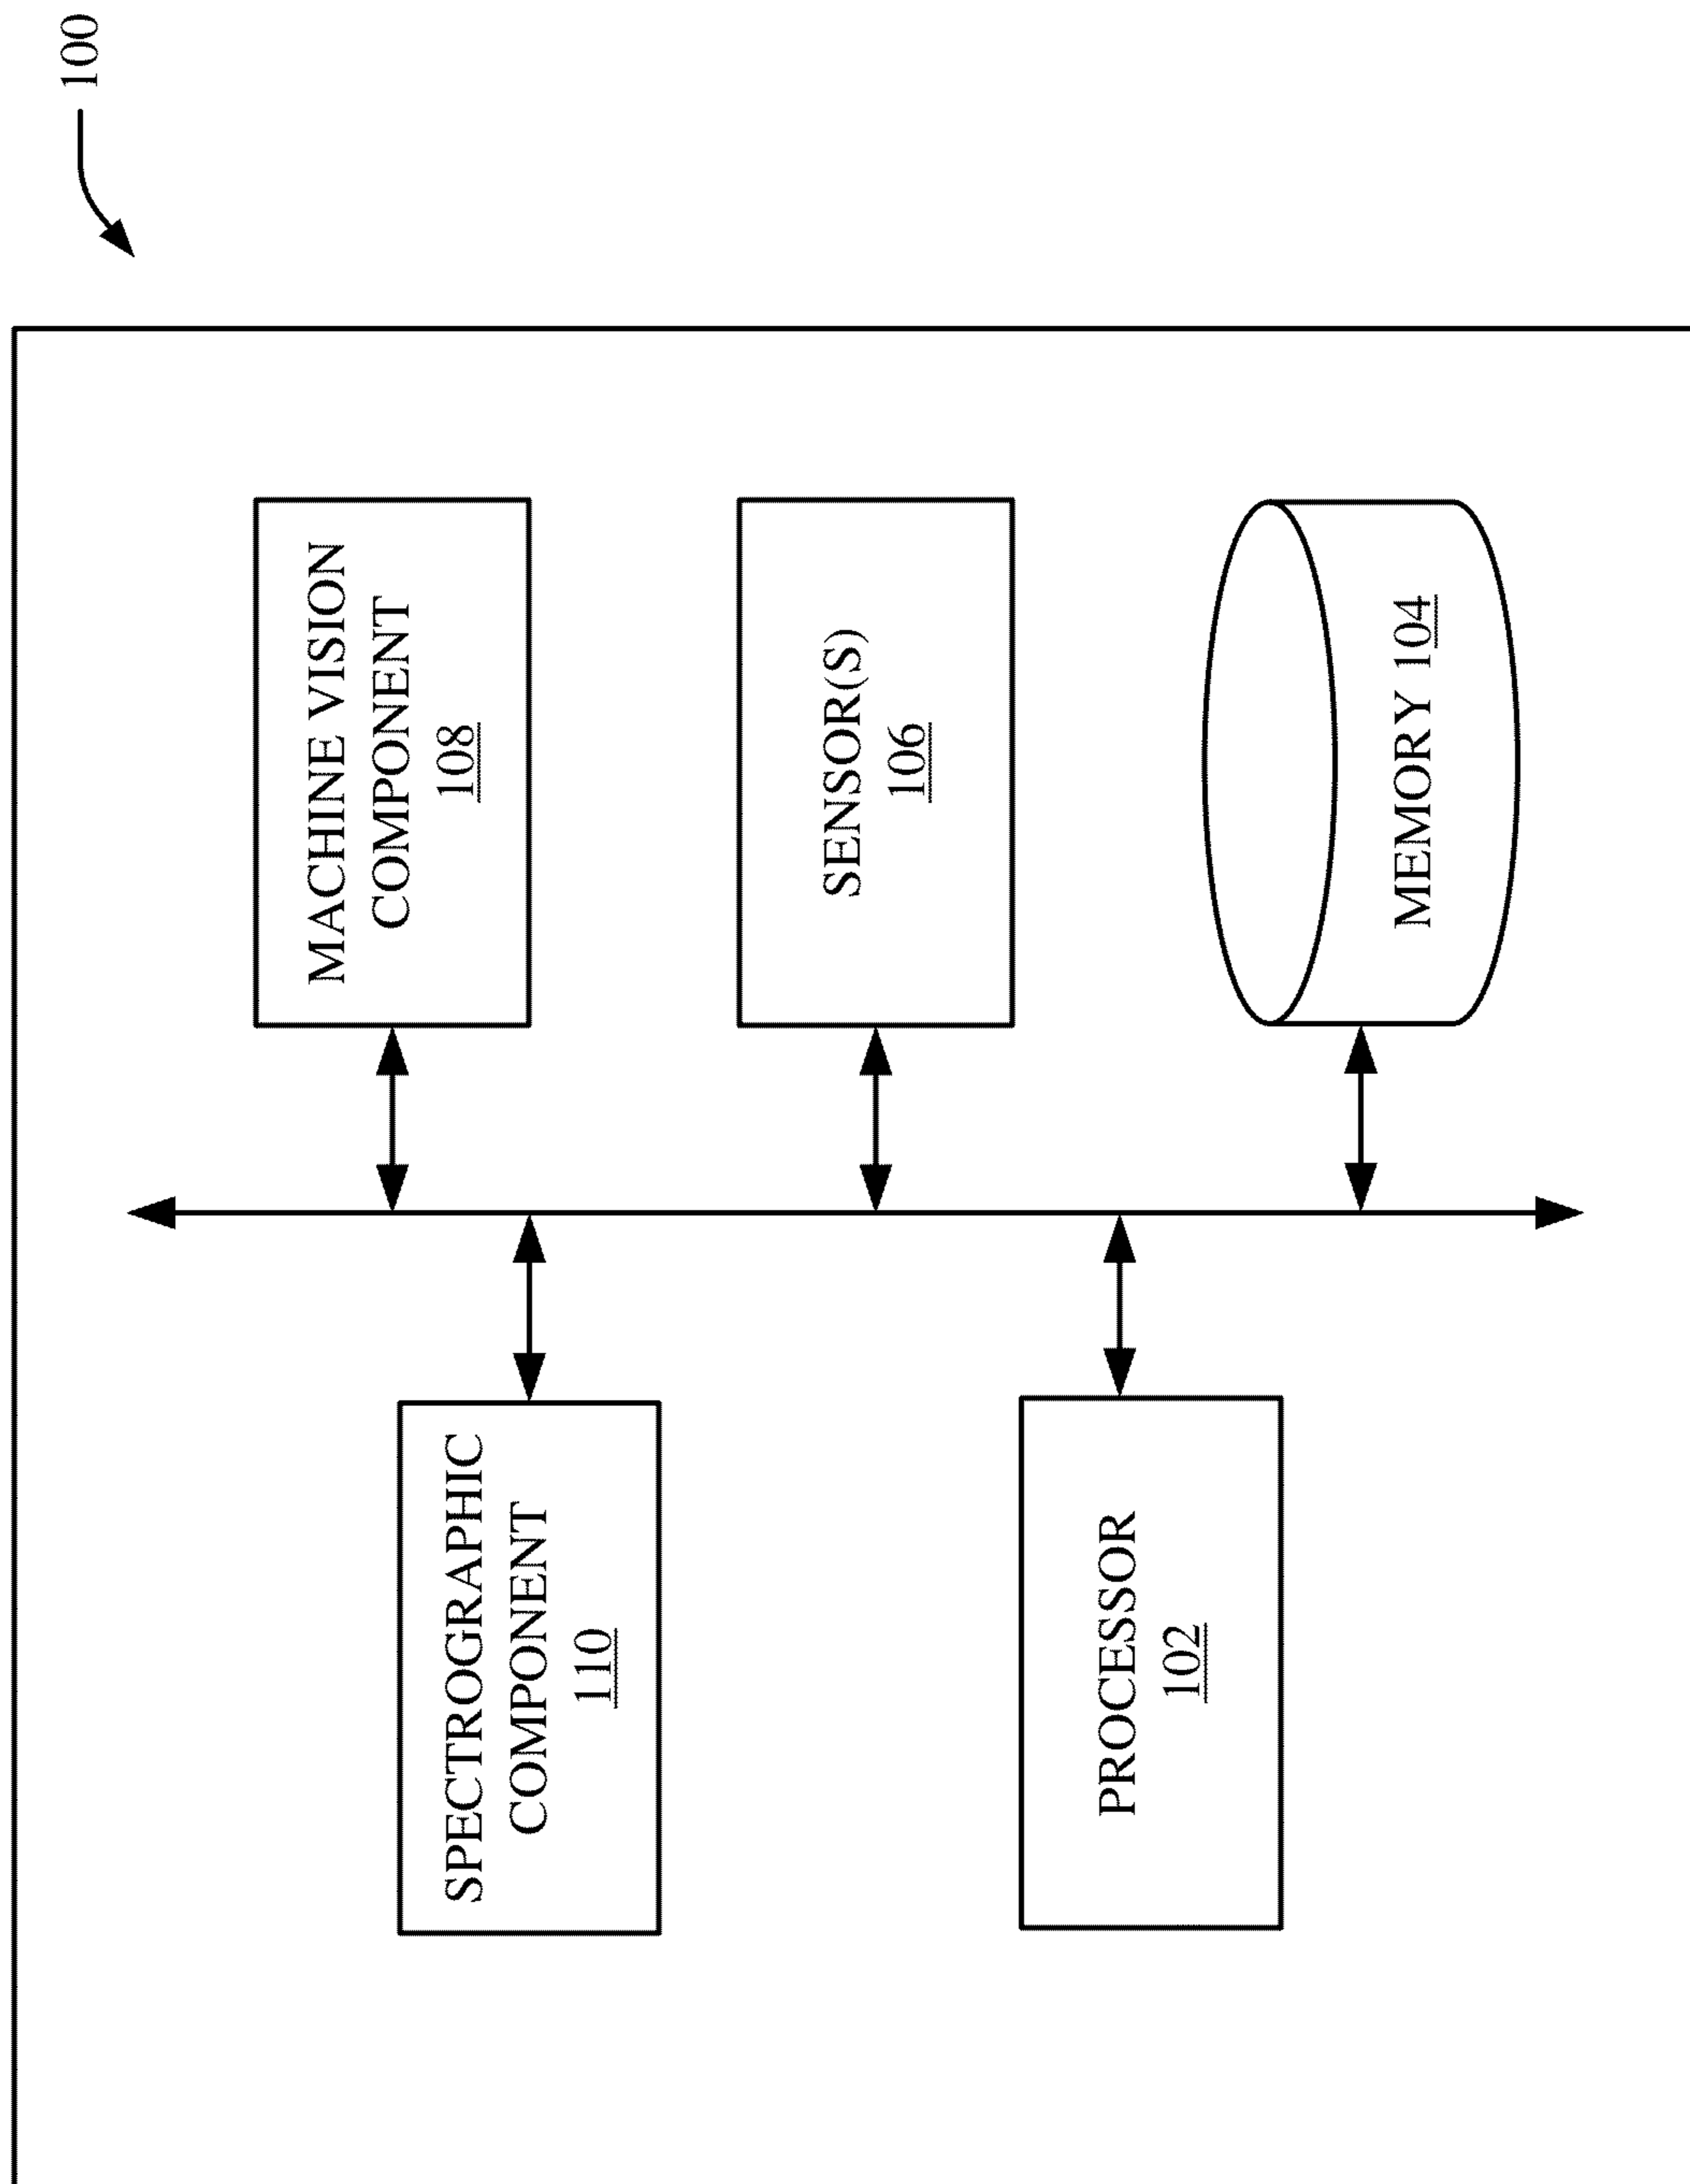 100
MACHINE VISION
COMPONENT
108
SENSOR(S)
106
MEMORY 104
SPECTROGRAPHIC
COMPONENT
110
PROCESSOR
102